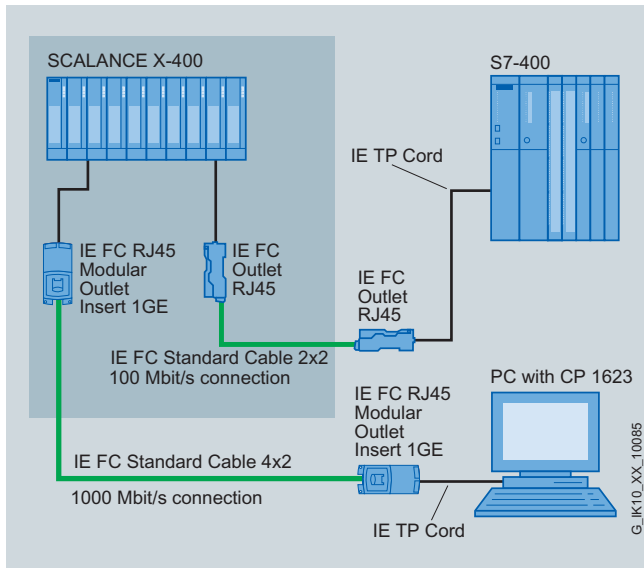 SCALANCE X-400
S7-400
IE TP Cord
IE FC RJ45
Modular
Outlet
Insert 1GE
IE FC
Outlet
RJ45
IE FC
Outlet
RJ45
IE FC Standard Cable 2x2
100 Mbit/s connection
PC with CP 1623
IE FC RJ45
Modular
Outlet
Insert 1GE
IE FC Standard Cable 4x2
1000 Mbit/s connection
IE TP Cord
G_IK10_XX_10085